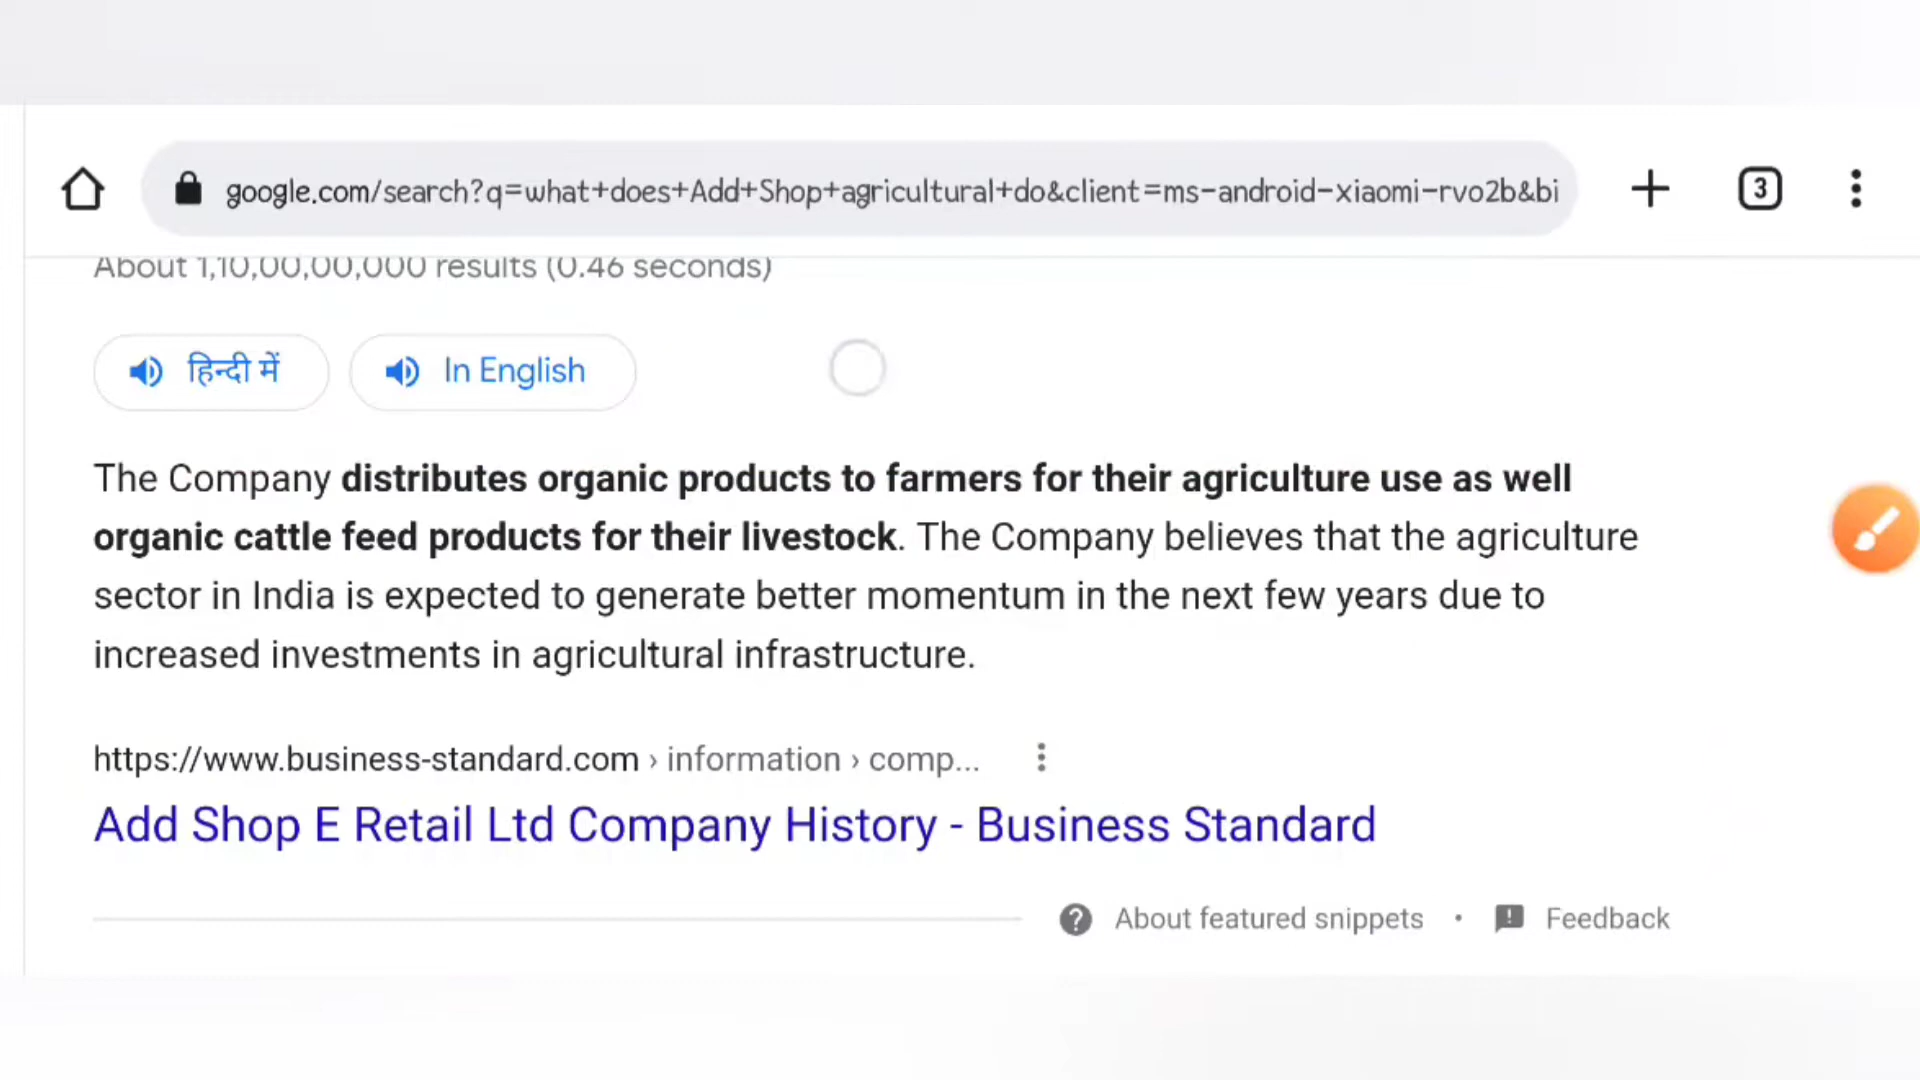 google.com/search?q=what+does+Add+Shop+agricultural+do&client=ms-android-xiaomi-rvo2b&bi
3
About 1,10,00,00,000 results (0.46 seconds)
हिन्दी में In English
The Company distributes organic products to farmers for their agriculture use as well
organic cattle feed products for their livestock. The Company believes that the agriculture
sector in India is expected to generate better momentum in the next few years due to
increased investments in agricultural infrastructure.
https://www.business-standard.com › information › comp...
Add Shop E Retail Ltd Company History - Business Standard
About featured snippets • Feedback